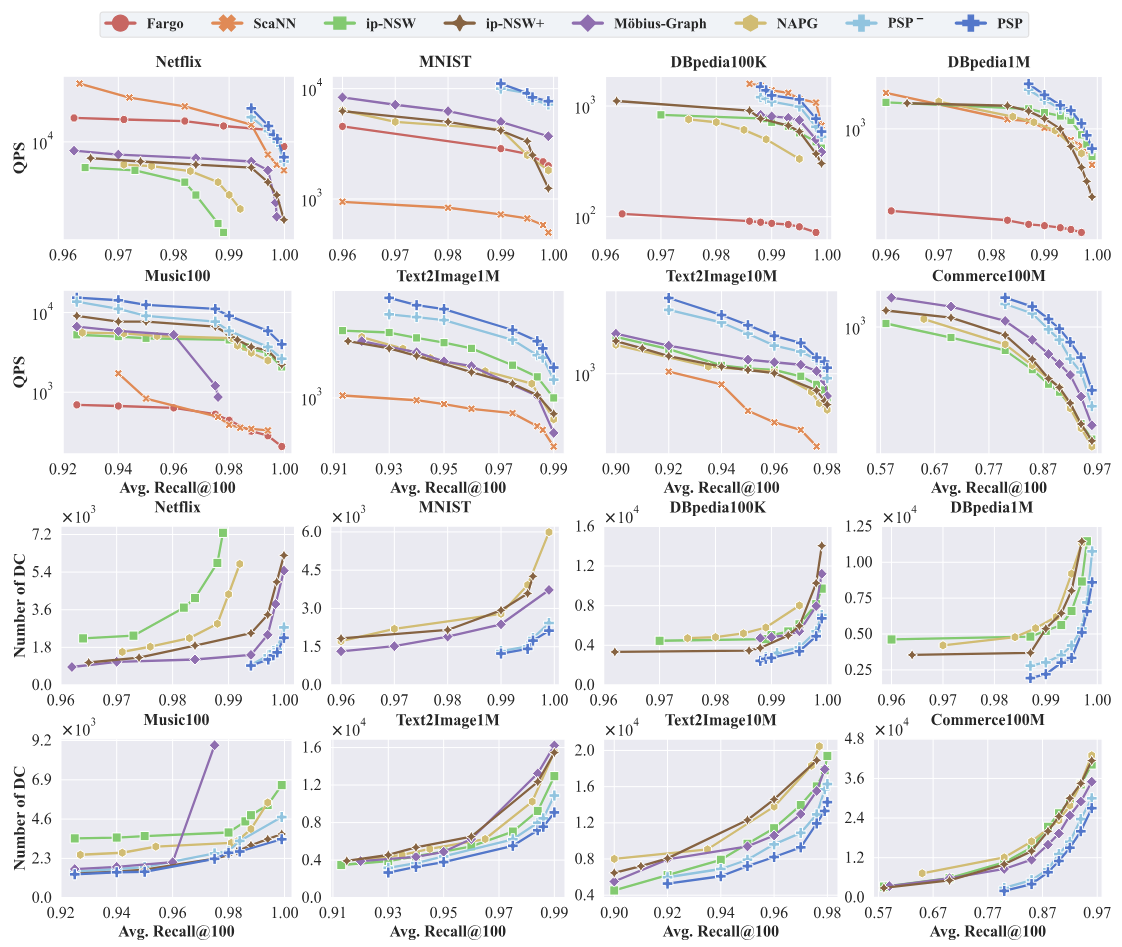 Fargo ScaNN ip-NSW ip-NSW+ Möbius-Graph NAPG PSP⁻ PSP
Netflix MNIST DBpedia100K DBpedia1M
QPS
10⁴
0.96 0.97 0.98 0.99 1.00
10⁴
10³
0.96 0.97 0.98 0.99 1.00
10³
10²
0.96 0.97 0.98 0.99 1.00
10³
0.96 0.97 0.98 0.99 1.00
Music100 Text2Image1M Text2Image10M Commerce100M
QPS
10⁴
10³
0.92 0.94 0.96 0.98 1.00
10³
0.91 0.93 0.95 0.97 0.99
10³
0.90 0.92 0.94 0.96 0.98
10³
0.57 0.67 0.77 0.87 0.97
Avg. Recall@100 Avg. Recall@100 Avg. Recall@100 Avg. Recall@100
Netflix MNIST DBpedia100K DBpedia1M
Number of DC
×10³
7.2
5.4
3.6
1.8
0.0
0.96 0.97 0.98 0.99 1.00
×10³
6.0
4.5
3.0
1.5
0.0
0.96 0.97 0.98 0.99 1.00
×10⁴
1.6
1.2
0.8
0.4
0.0
0.96 0.97 0.98 0.99 1.00
×10⁴
1.25
1.00
0.75
0.50
0.25
0.96 0.97 0.98 0.99 1.00
Music100 Text2Image1M Text2Image10M Commerce100M
Number of DC
×10³
9.2
6.9
4.6
2.3
0.0
0.92 0.94 0.96 0.98 1.00
×10⁴
1.6
1.2
0.8
0.4
0.0
0.91 0.93 0.95 0.97 0.99
×10⁴
2.0
1.6
1.2
0.8
0.4
0.90 0.92 0.94 0.96 0.98
×10⁴
4.8
3.6
2.4
1.2
0.0
0.57 0.67 0.77 0.87 0.97
Avg. Recall@100 Avg. Recall@100 Avg. Recall@100 Avg. Recall@100